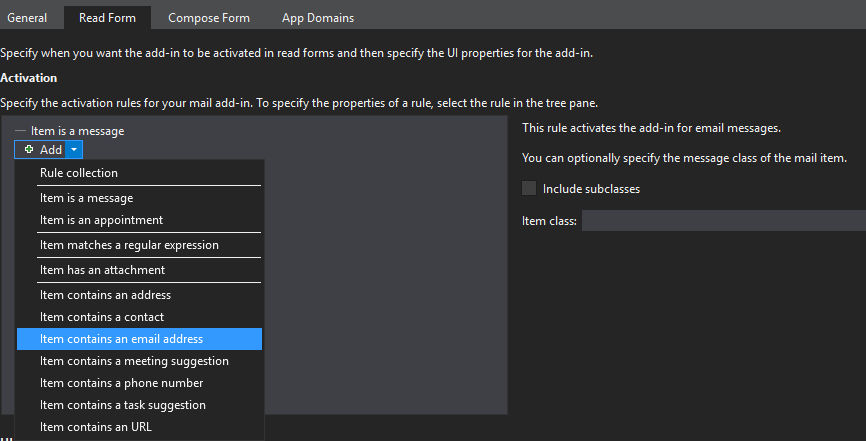 General Read Form Compose Form App Domains
Specify when you want the add-in to be activated in read forms and then specify the UI properties for the add-in.
Activation
Specify the activation rules for your mail add-in. To specify the properties of a rule, select the rule in the tree pane.
Item is a message
Add
Rule collection
Item is a message
Item is an appointment
Item matches a regular expression
Item has an attachment
Item contains an address
Item contains a contact
Item contains an email address
Item contains a meeting suggestion
Item contains a phone number
Item contains a task suggestion
Item contains an URL
This rule activates the add-in for email messages.
You can optionally specify the message class of the mail item.
Include subclasses
Item class: